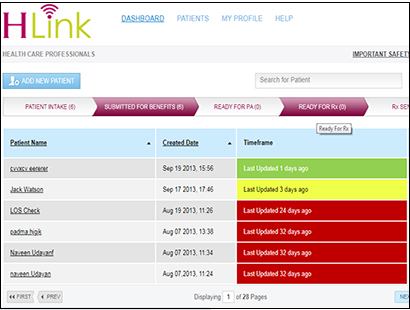 HLink
DASHBOARD PATIENTS MY PROFILE HELP
HEALTH CARE PROFESSIONALS IMPORTANT SAFETY
ADD NEW PATIENT Search for Patient
PATIENT INTAKE (6) SUBMITTED FOR BENEFITS (6) READY FOR PA (0) READY FOR Rx (0) Rx SEN
Ready For Rx
Patient Name Created Date Timeframe
cvxcv eererer Sep 19 2013, 15:56 Last Updated 1 days ago
Jack Watson Sep 17 2013, 17:46 Last Updated 3 days ago
LOS Check Aug 19 2013, 11:26 Last Updated 24 days ago
padma hgjk Aug 07 2013, 13:38 Last Updated 32 days ago
Naveen Udayanf Aug 07 2013, 11:34 Last Updated 32 days ago
naveen Udayan Aug 07 2013, 11:24 Last Updated 32 days ago
FIRST PREV Displaying 1 of 28 Pages NE